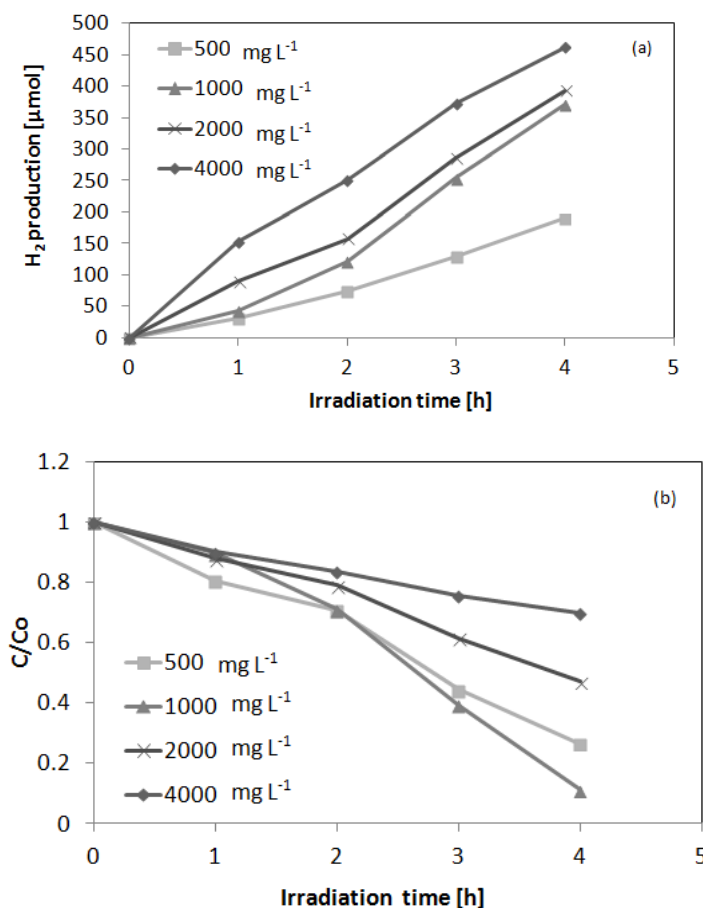 500
450
400
350
300
250
200
150
100
50
0
H₂ production [µmol]
500 mg L⁻¹
1000 mg L⁻¹
2000 mg L⁻¹
4000 mg L⁻¹
(a)
0 1 2 3 4 5
Irradiation time [h]
1.2
1
0.8
0.6
0.4
0.2
0
C/Co
(b)
500 mg L⁻¹
1000 mg L⁻¹
2000 mg L⁻¹
4000 mg L⁻¹
0 1 2 3 4 5
Irradiation time [h]